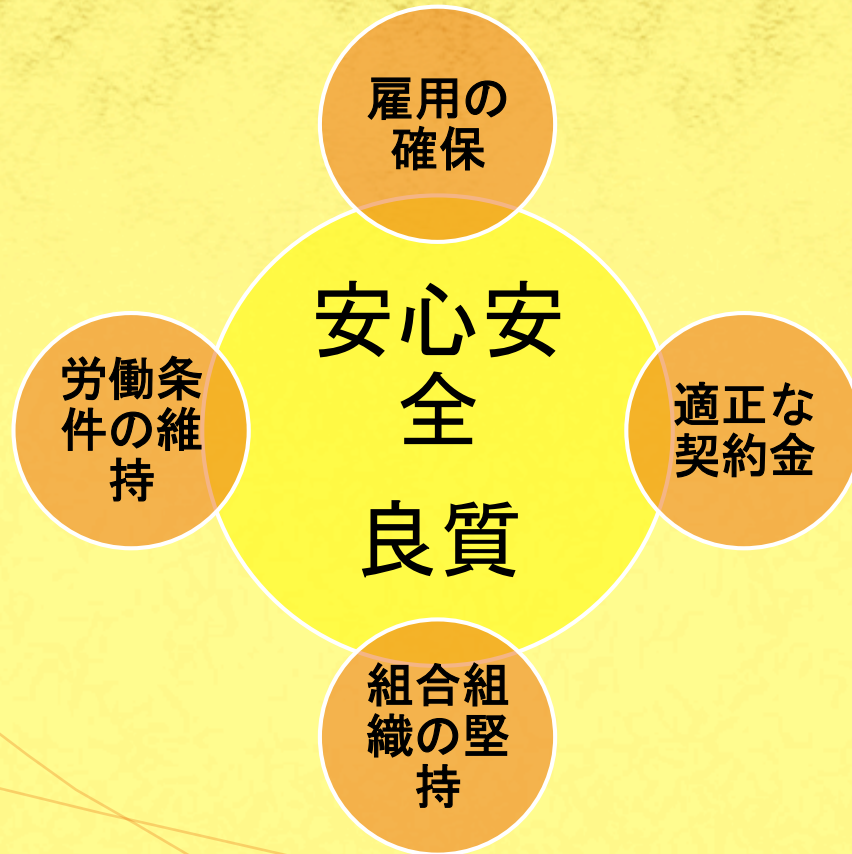 雇用の
確保
安心安
全
良質
労働条
件の維
持
適正な
契約金
組合組
織の堅
持